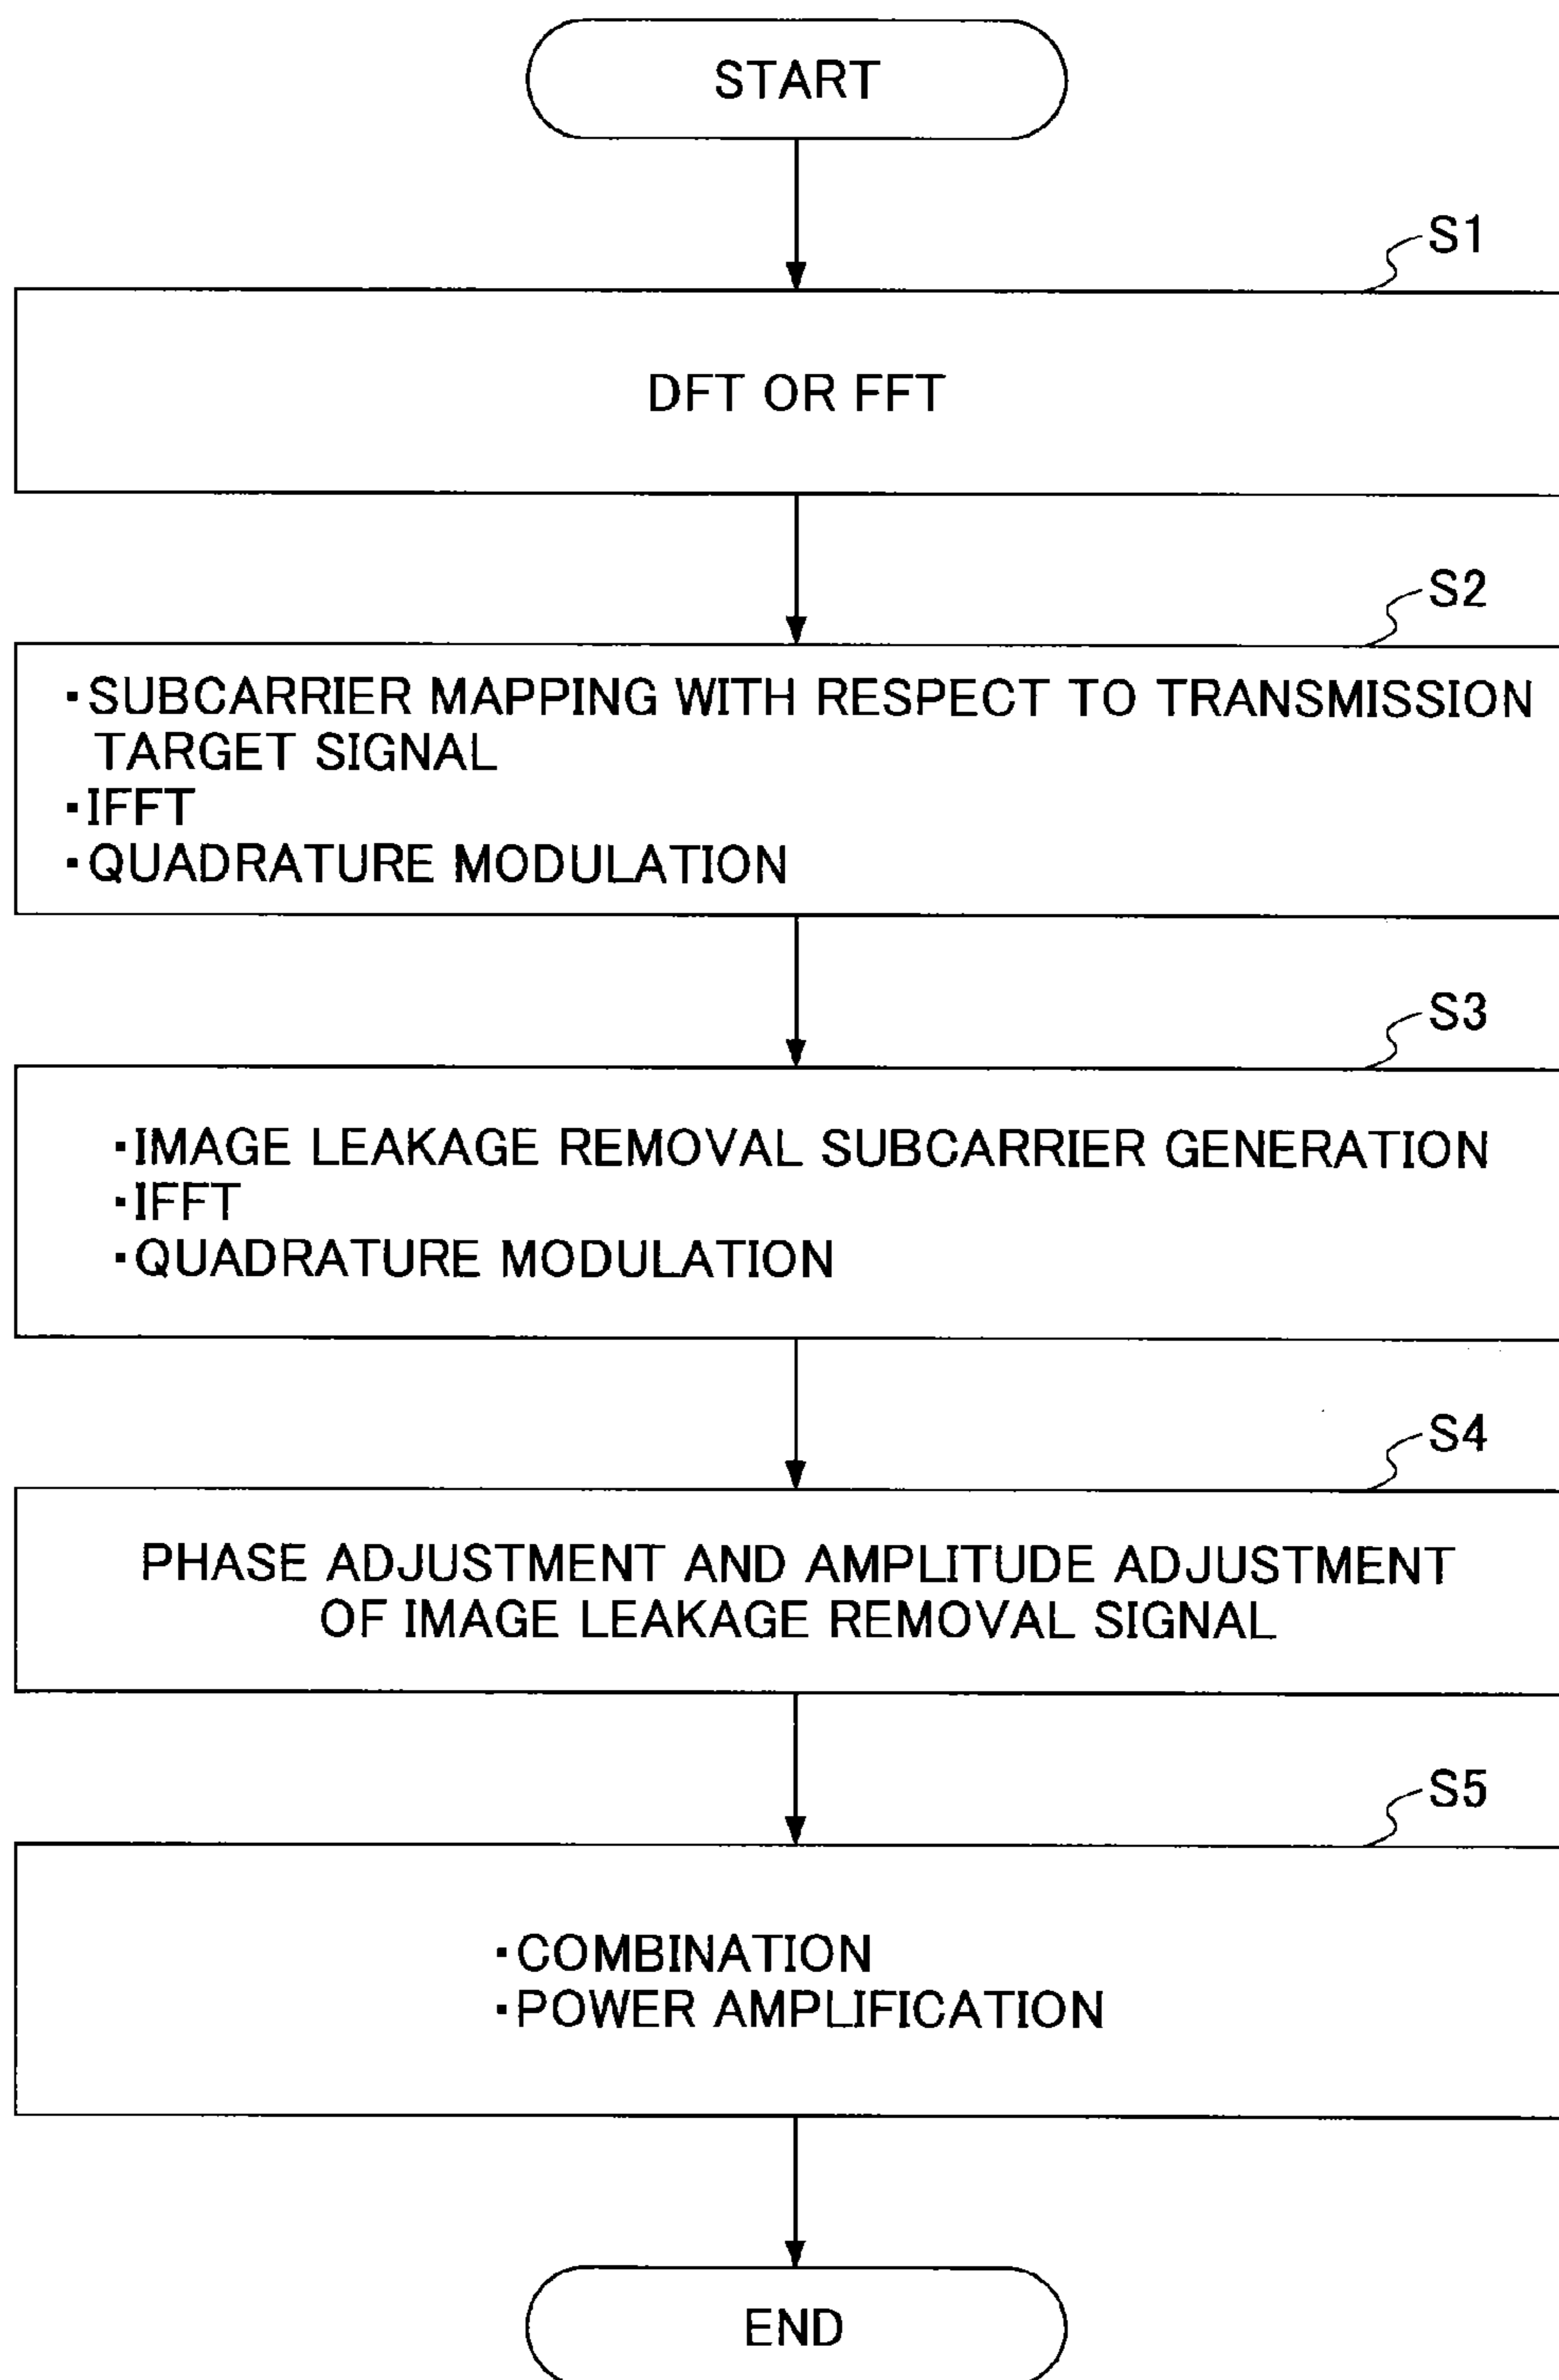 START
S1
DFT OR FFT
S2
・SUBCARRIER MAPPING WITH RESPECT TO TRANSMISSION
TARGET SIGNAL
・IFFT
・QUADRATURE MODULATION
S3
・IMAGE LEAKAGE REMOVAL SUBCARRIER GENERATION
・IFFT
・QUADRATURE MODULATION
S4
PHASE ADJUSTMENT AND AMPLITUDE ADJUSTMENT
OF IMAGE LEAKAGE REMOVAL SIGNAL
S5
・COMBINATION
・POWER AMPLIFICATION
END